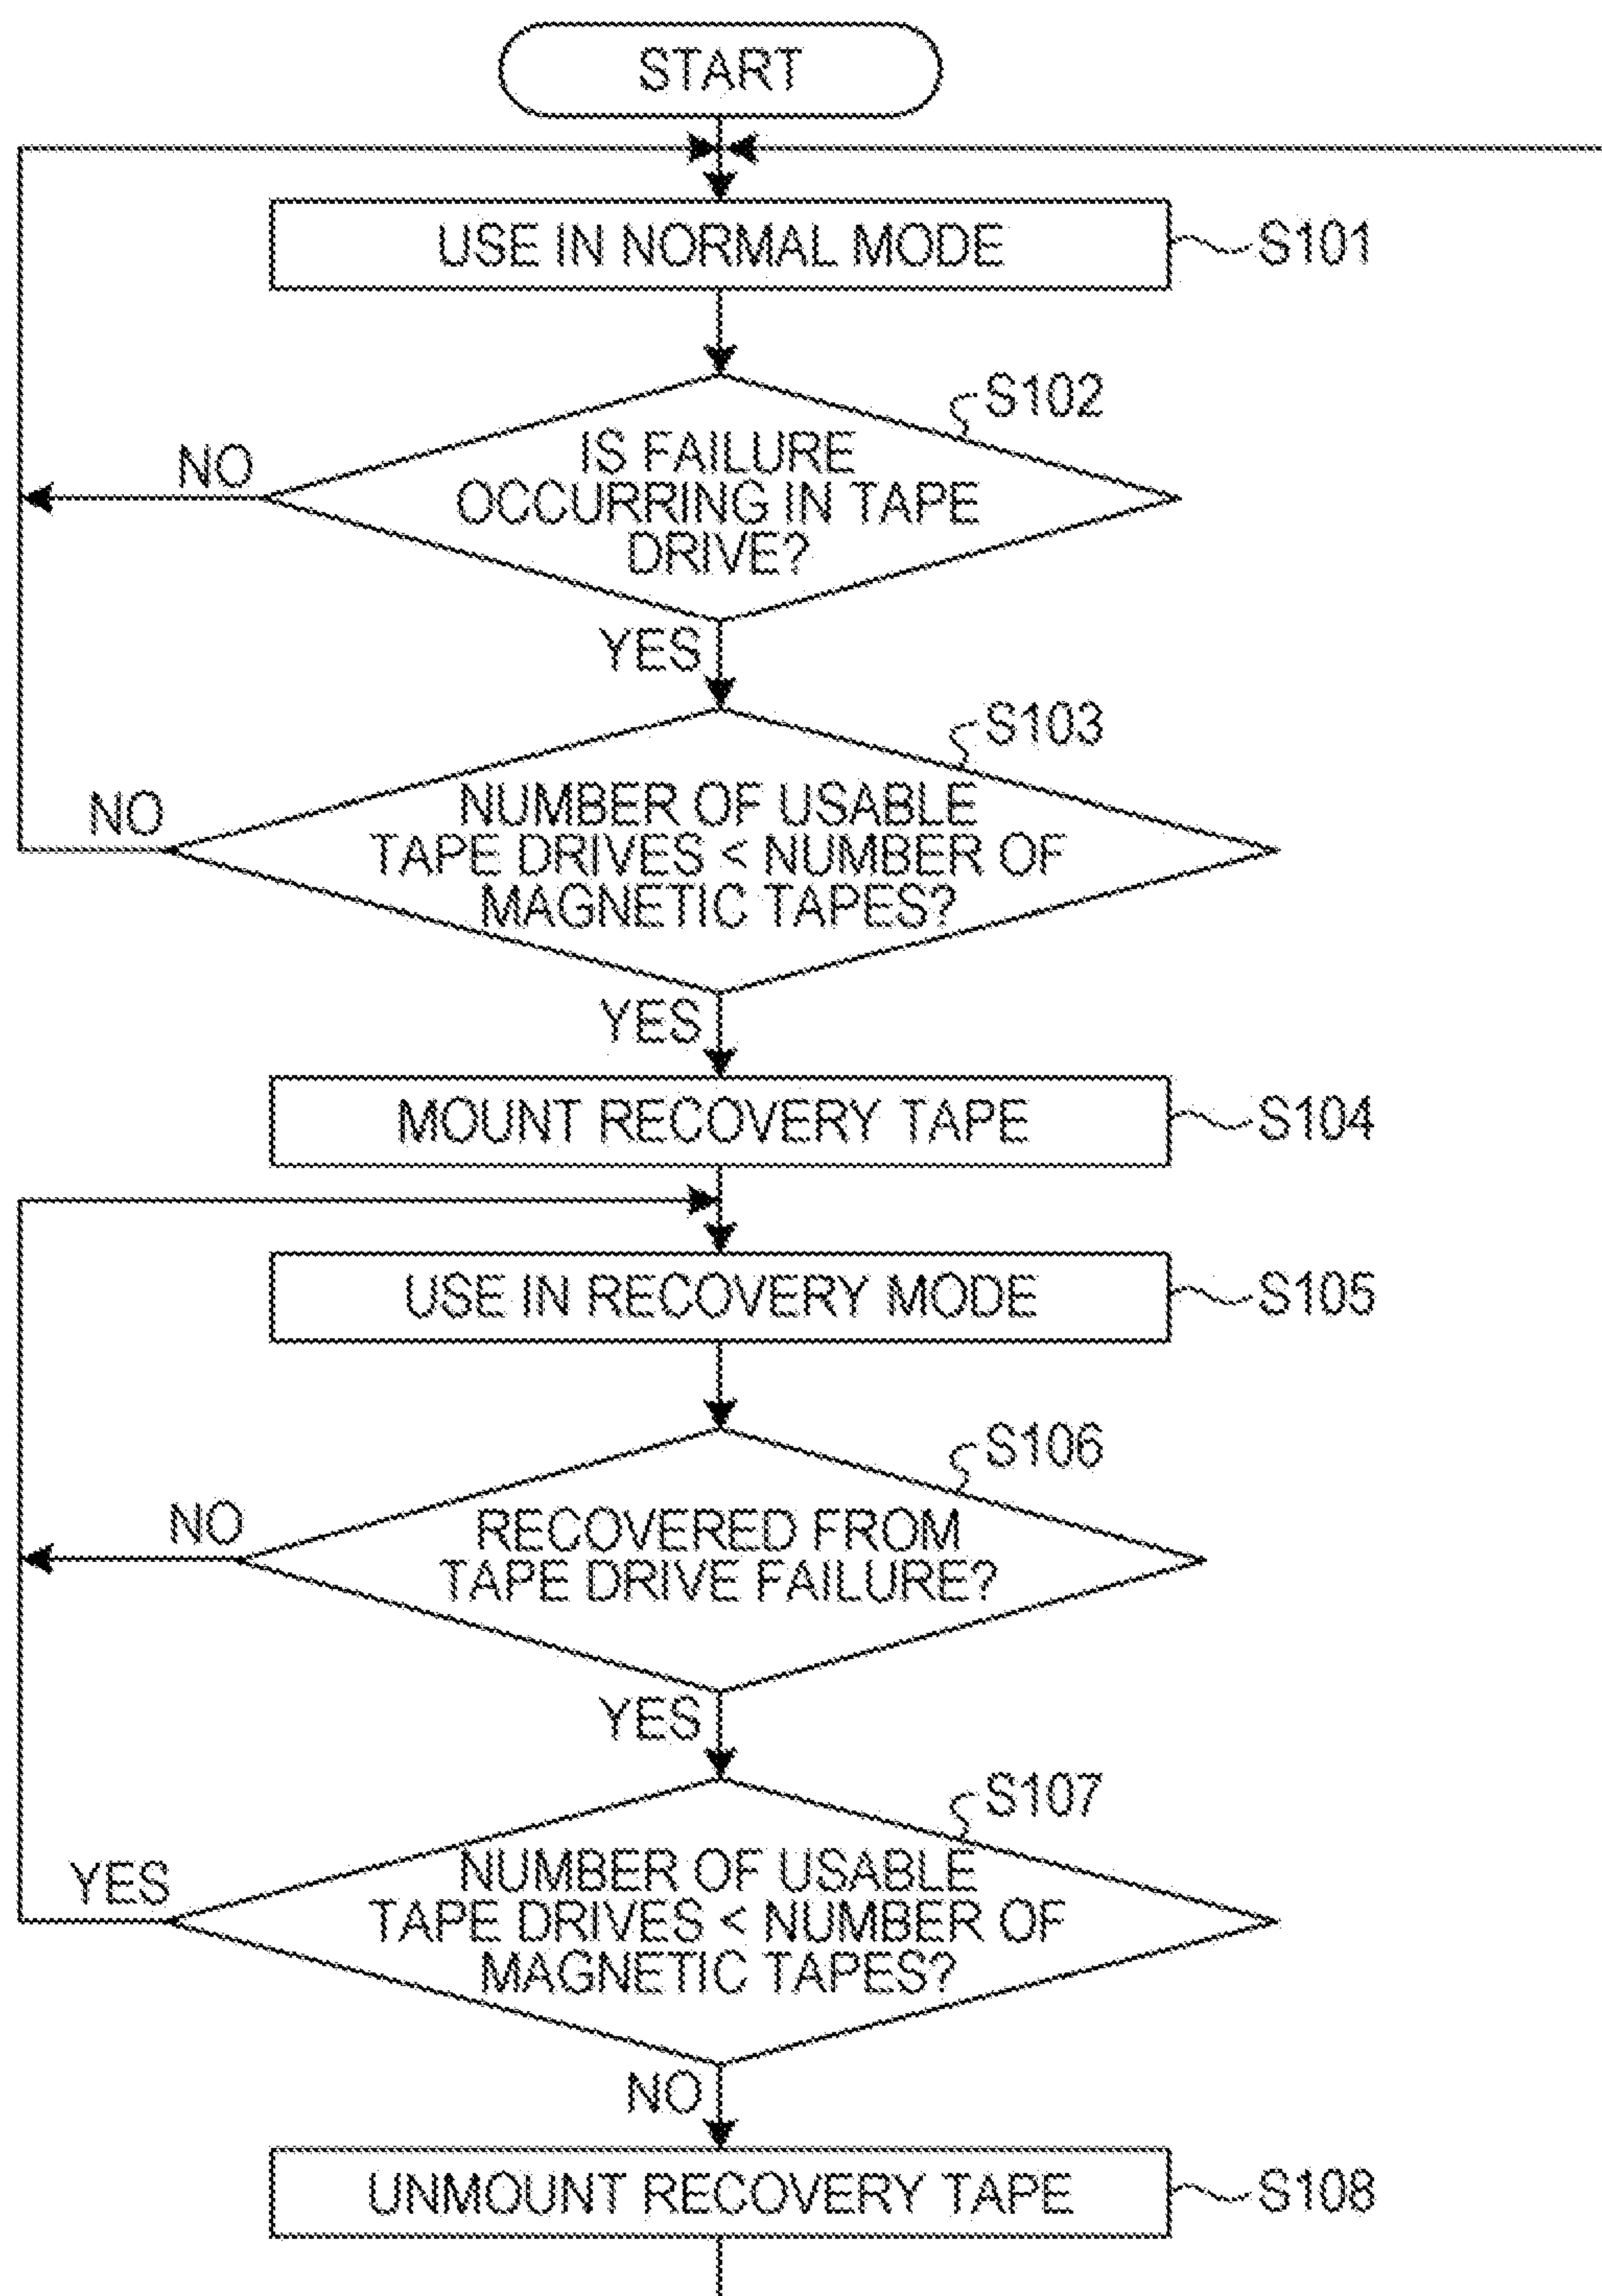 START
USE IN NORMAL MODE
S101
S102
IS FAILURE
OCCURRING IN TAPE
DRIVE?
NO
YES
S103
NUMBER OF USABLE
TAPE DRIVES < NUMBER OF
MAGNETIC TAPES?
NO
YES
MOUNT RECOVERY TAPE
S104
USE IN RECOVERY MODE
S105
S106
RECOVERED FROM
TAPE DRIVE FAILURE?
NO
YES
S107
NUMBER OF USABLE
TAPE DRIVES < NUMBER OF
MAGNETIC TAPES?
YES
NO
UNMOUNT RECOVERY TAPE
S108